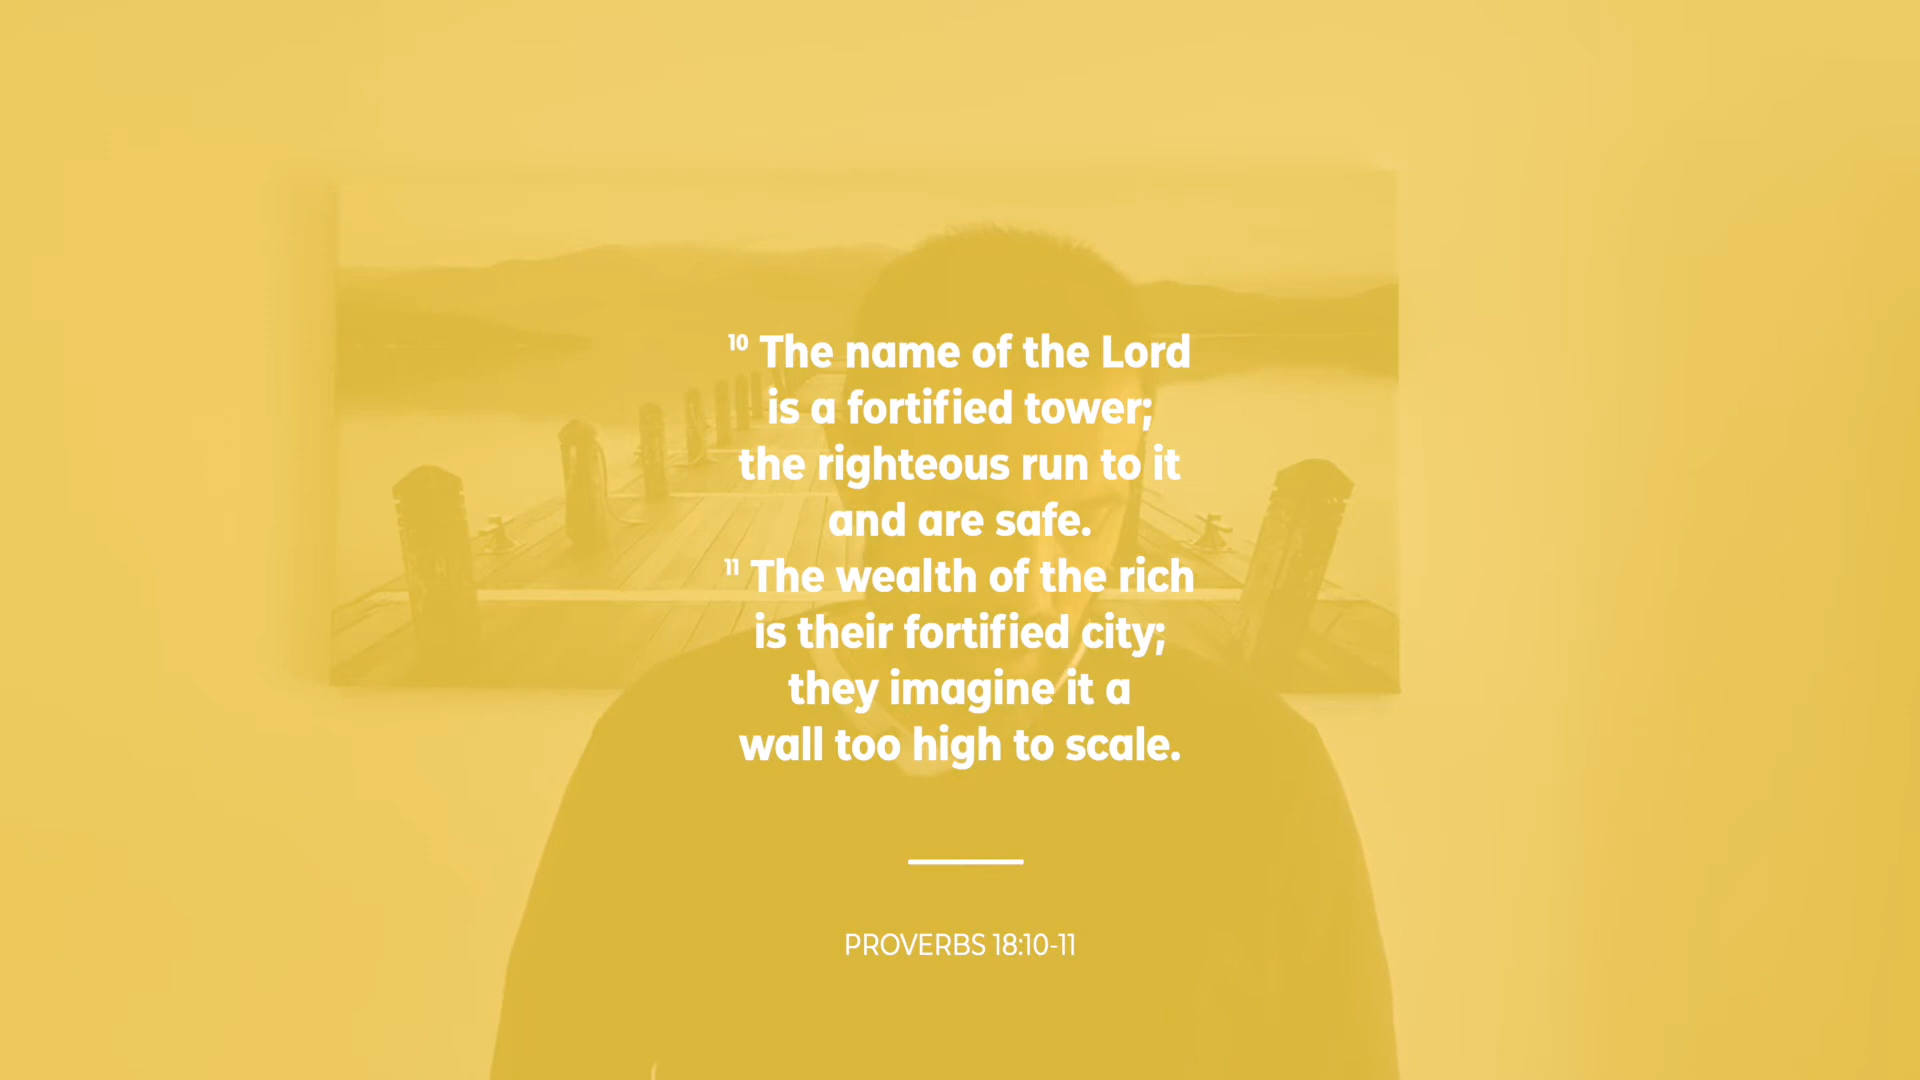 10 The name of the Lord
is a fortified tower;
the righteous run to it
and are safe.
11 The wealth of the rich
is their fortified city;
they imagine it a
wall too high to scale.
PROVERBS 18:10-11